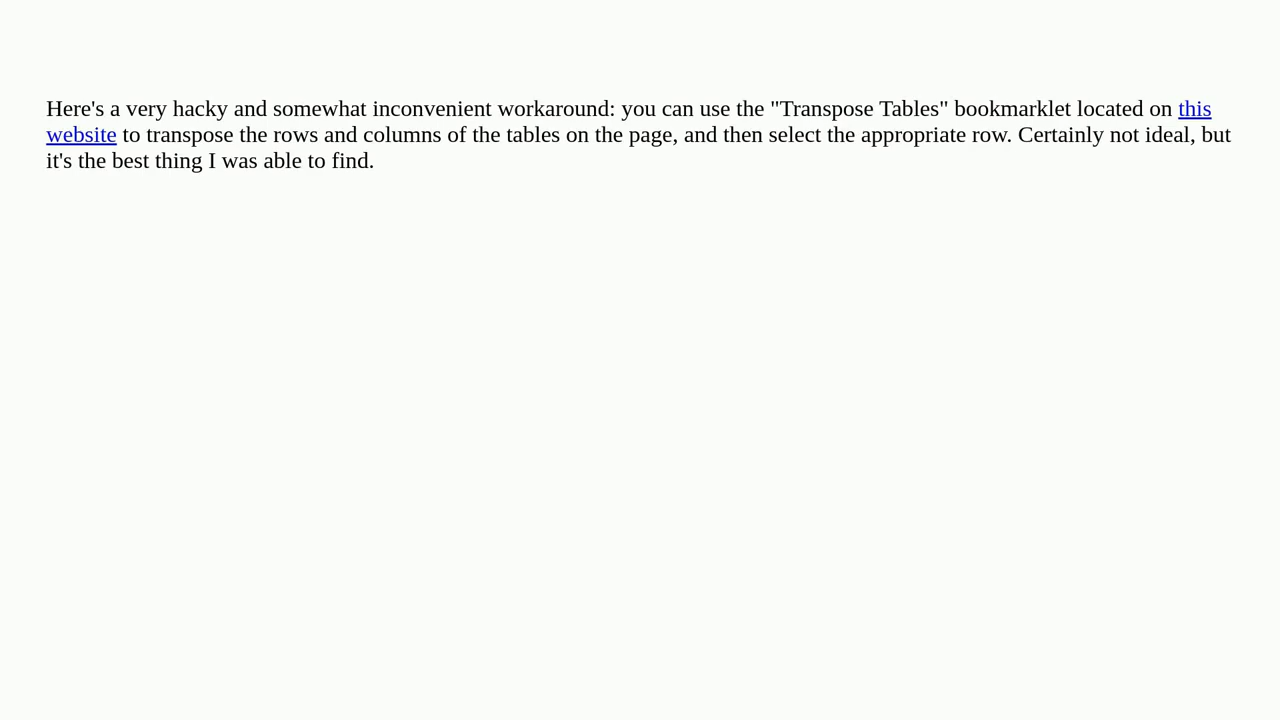 Here's a very hacky and somewhat inconvenient workaround: you can use the "Transpose Tables" bookmarklet located on this
website to transpose the rows and columns of the tables on the page, and then select the appropriate row. Certainly not ideal, but
it's the best thing I was able to find.